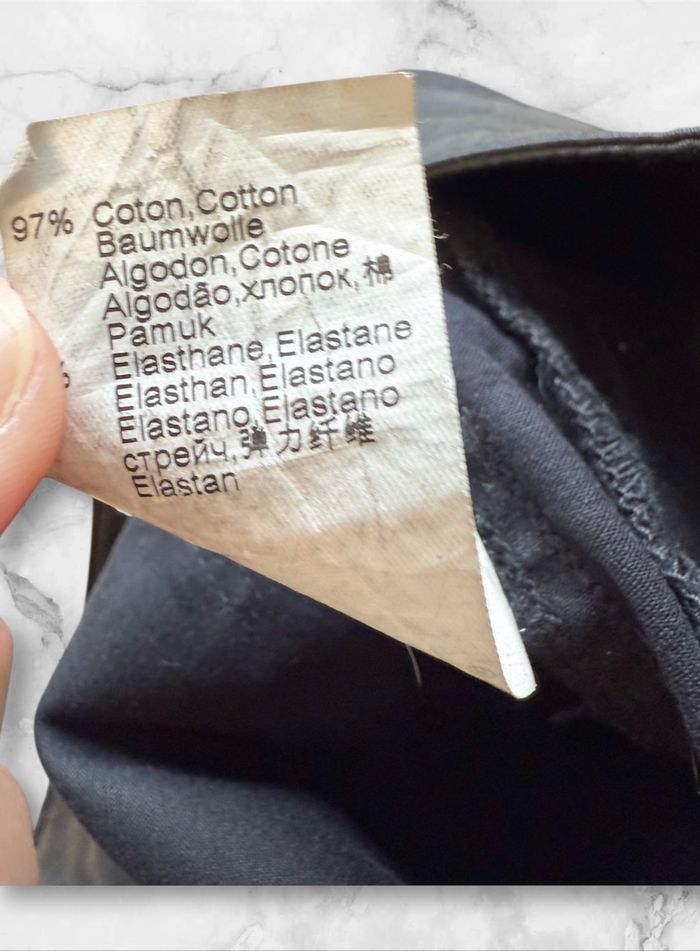 97% Coton,Cotton
Baumwolle
Algodon,Cotone
Algodão,хлопок,棉
Pamuk
% Elasthane,Elastane
Elasthan,Elastano
Elastano,Elastano
стрейч,弹力纤维
Elastan